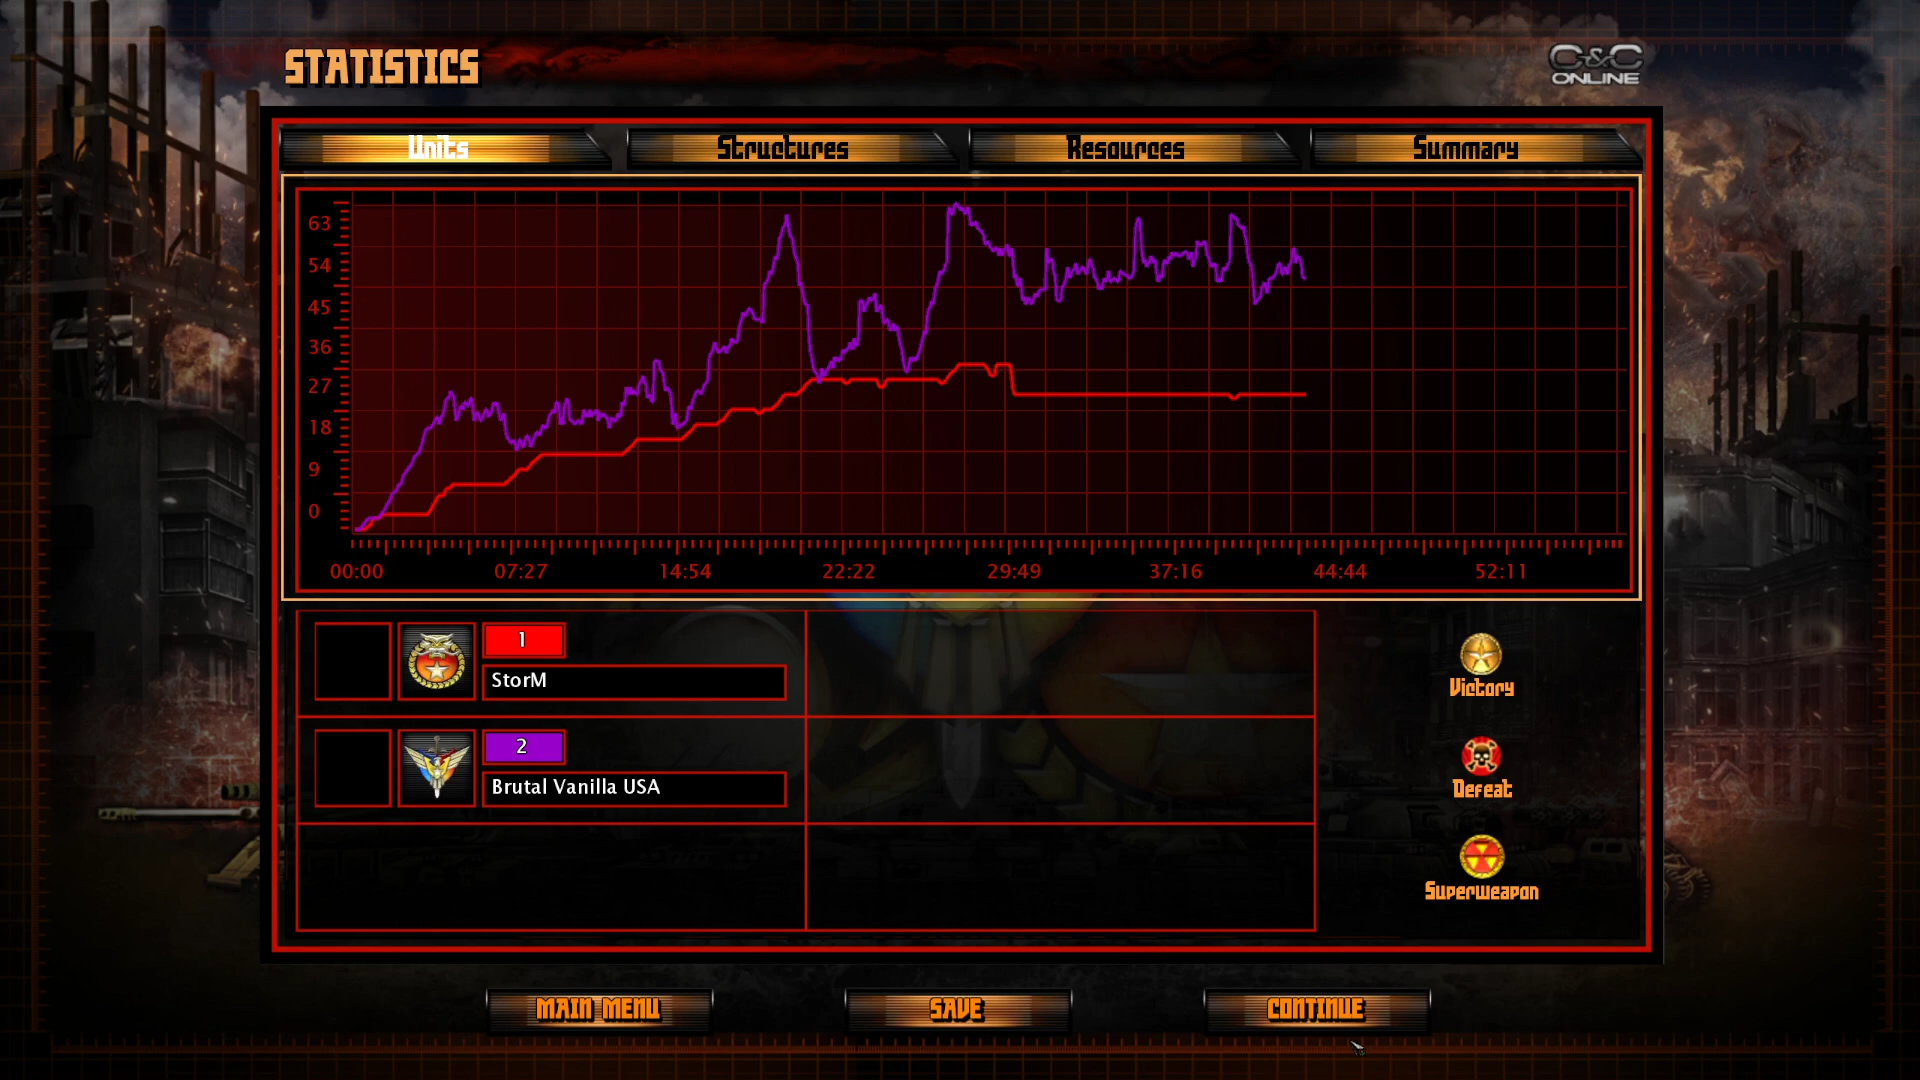 STATISTICS
C&C
ONLINE
Units
Structures
Resources
Summary
63
54
45
36
27
18
9
0
00:00
07:27
14:54
22:22
29:49
37:16
44:44
52:11
1
StorM
2
Brutal Vanilla USA
Victory
Defeat
Superweapon
MAIN MENU
SAVE
CONTINUE